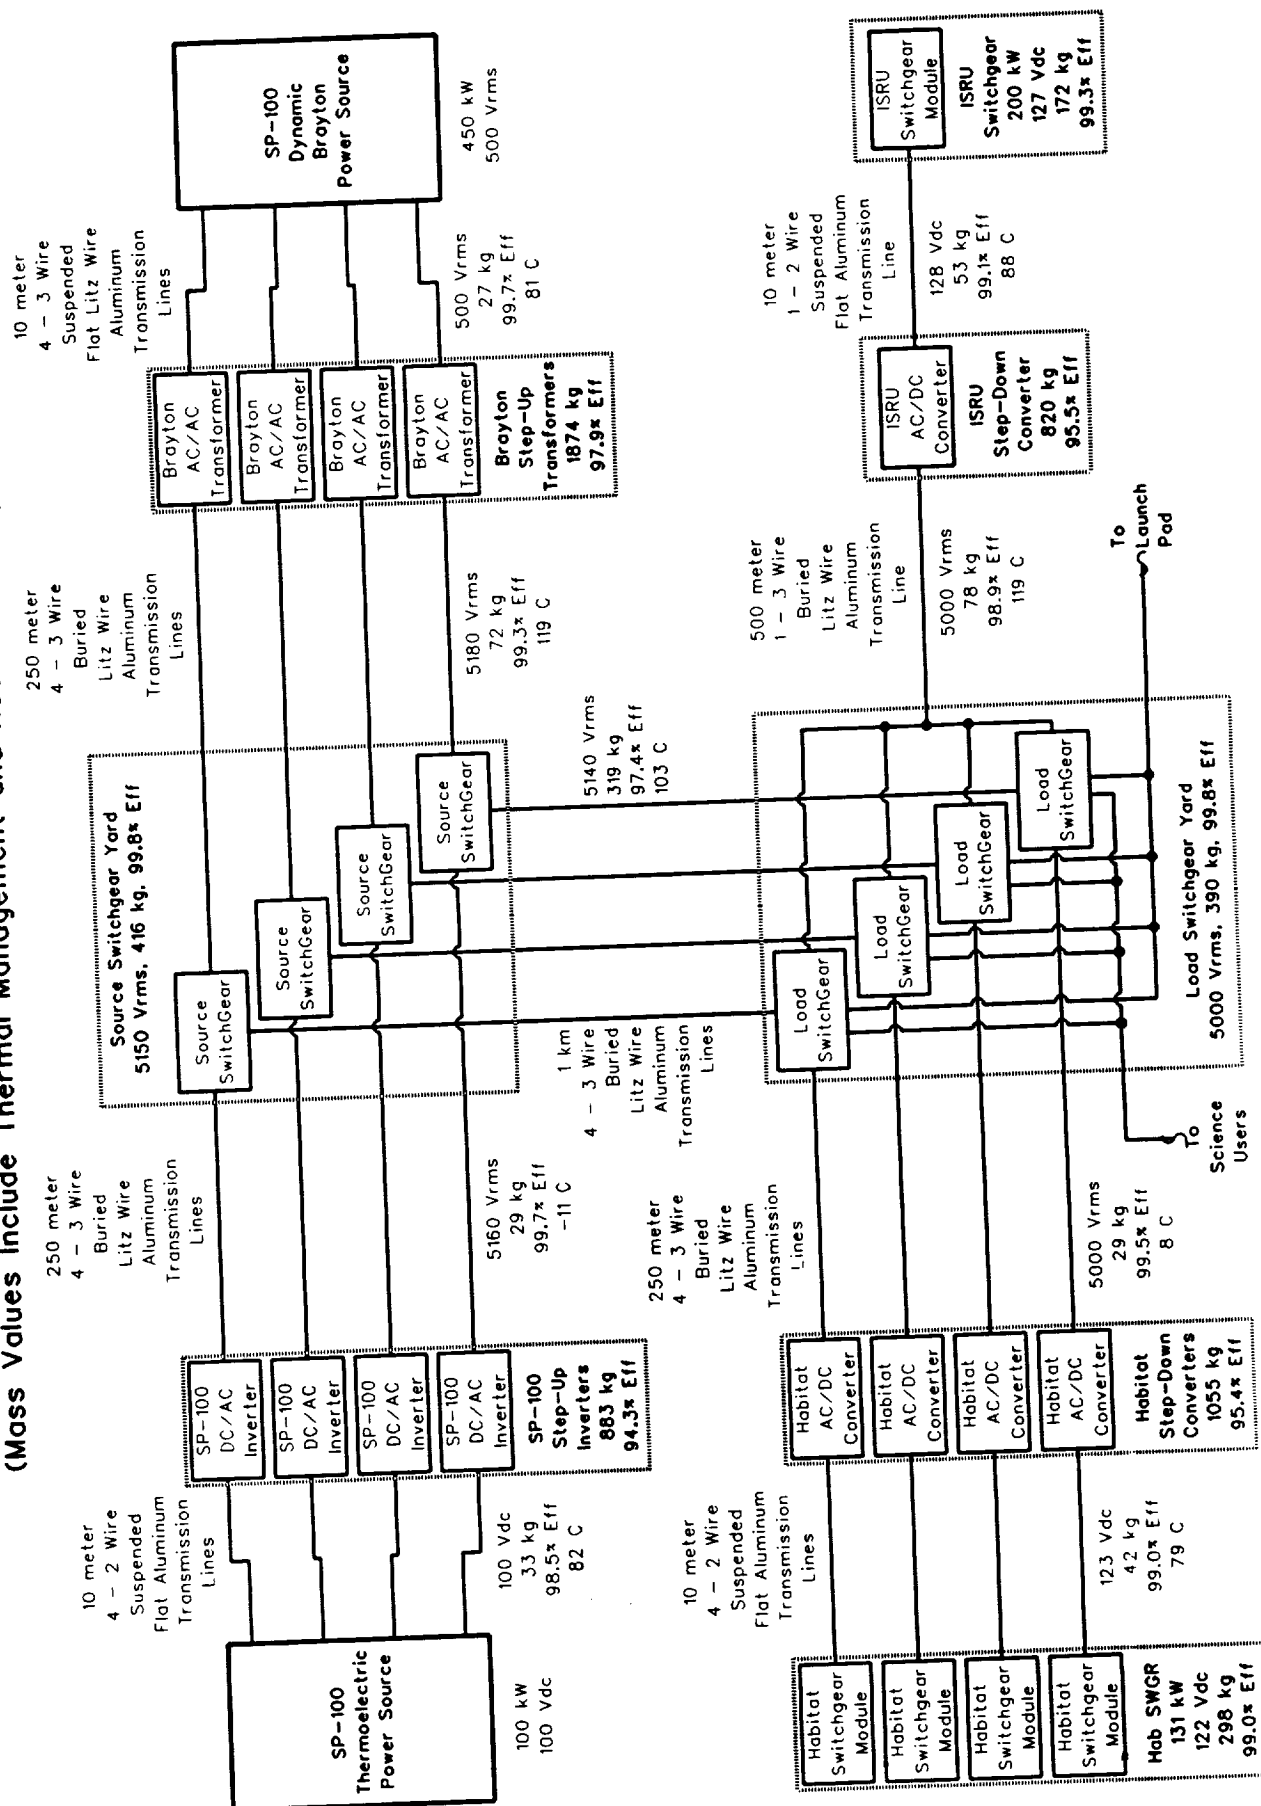 (Mass Values Include Thermal Management and
10 meter
4 - 2 Wire
Suspended
Flat Aluminum
Transmission
Lines
250 meter
4 - 3 Wire
Buried
Litz Wire
Aluminum
Transmission
Lines
Source Switchgear Yard
5150 Vrms, 416 kg, 99.8% Eff
250 meter
4 - 3 Wire
Buried
Litz Wire
Aluminum
Transmission
Lines
10 meter
4 - 3 Wire
Suspended
Flat Litz Wire
Aluminum
Transmission
Lines
SP-100
Thermoelectric
Power Source
100 kW
100 Vdc
SP-100
DC/AC
Inverter
SP-100
DC/AC
Inverter
SP-100
DC/AC
Inverter
SP-100
DC/AC
Inverter
SP-100
Step-Up
Inverters
883 kg
94.3% Eff
100 Vdc
33 kg
98.5% Eff
82 C
5160 Vrms
29 kg
99.7% Eff
-11 C
Source
SwitchGear
Source
SwitchGear
Source
SwitchGear
Source
SwitchGear
5180 Vrms
72 kg
99.3% Eff
119 C
Brayton
AC/AC
Transformer
Brayton
AC/AC
Transformer
Brayton
AC/AC
Transformer
Brayton
AC/AC
Transformer
Brayton
Step-Up
Transformers
1874 kg
97.9% Eff
500 Vrms
27 kg
99.7% Eff
81 C
SP-100
Dynamic
Brayton
Power Source
450 kW
500 Vrms
1 km
4 - 3 Wire
Buried
Litz Wire
Aluminum
Transmission
Lines
5140 Vrms
319 kg
97.4% Eff
103 C
10 meter
4 - 2 Wire
Suspended
Flat Aluminum
Transmission
Lines
250 meter
4 - 3 Wire
Buried
Litz Wire
Aluminum
Transmission
Lines
500 meter
1 - 3 Wire
Buried
Litz Wire
Aluminum
Transmission
Line
10 meter
1 - 2 Wire
Suspended
Flat Aluminum
Transmission
Line
Habitat
Switchgear
Module
Habitat
Switchgear
Module
Habitat
Switchgear
Module
Habitat
Switchgear
Module
Hab SWGR
131 kW
122 Vdc
298 kg
99.0% Eff
123 Vdc
42 kg
99.0% Eff
79 C
Habitat
AC/DC
Converter
Habitat
AC/DC
Converter
Habitat
AC/DC
Converter
Habitat
AC/DC
Converter
Habitat
Step-Down
Converters
1055 kg
95.4% Eff
5000 Vrms
29 kg
99.5% Eff
8 C
Load
SwitchGear
Load
SwitchGear
Load
SwitchGear
Load
SwitchGear
Load Switchgear Yard
5000 Vrms, 390 kg, 99.8% Eff
To
Science
Users
To
Launch
Pad
5000 Vrms
78 kg
98.9% Eff
119 C
ISRU
AC/DC
Converter
ISRU
Step-Down
Converter
820 kg
95.5% Eff
128 Vdc
53 kg
99.1% Eff
88 C
ISRU
Switchgear
Module
ISRU
Switchgear
200 kW
127 Vdc
172 kg
99.3% Eff